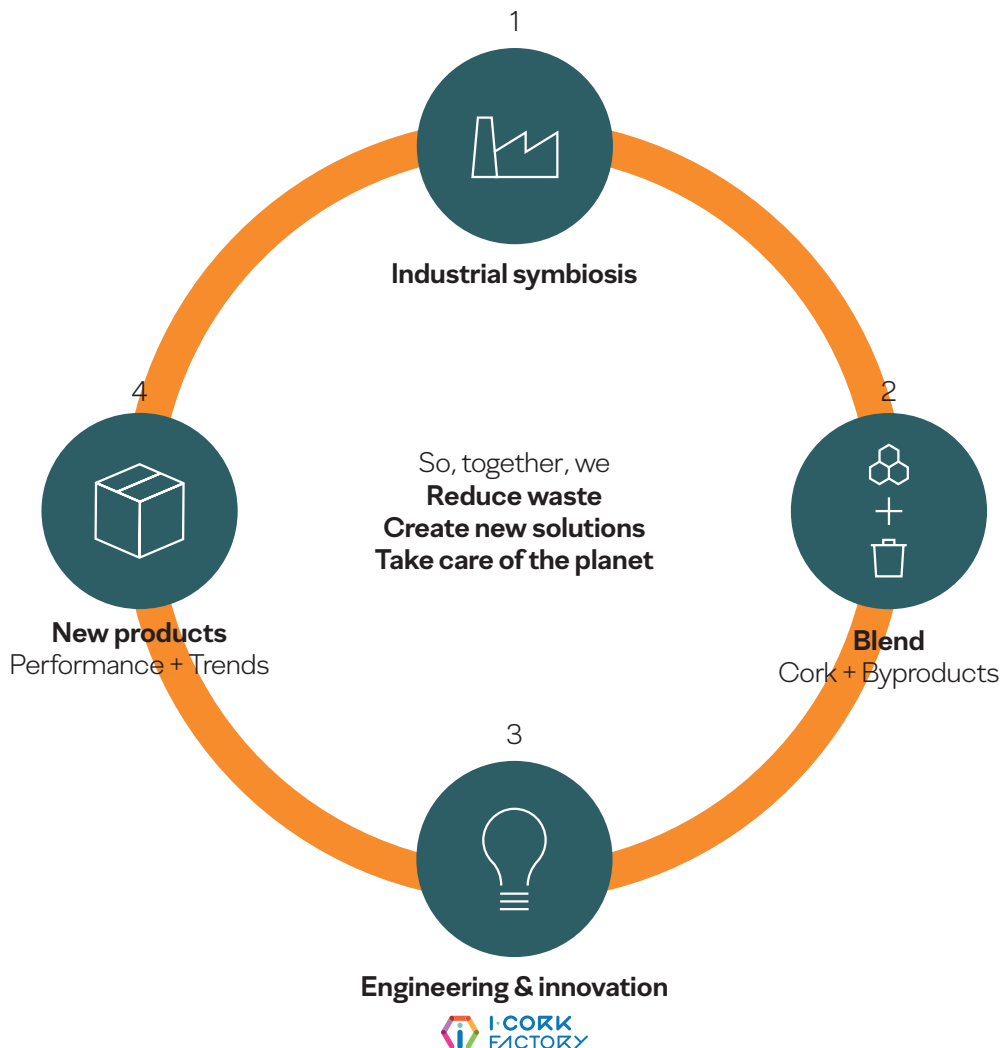 1
Industrial symbiosis
4
2
So, together, we
Reduce waste
Create new solutions
Take care of the planet
New products
Performance + Trends
Blend
Cork + Byproducts
3
Engineering & innovation
I·CORK
FACTORY